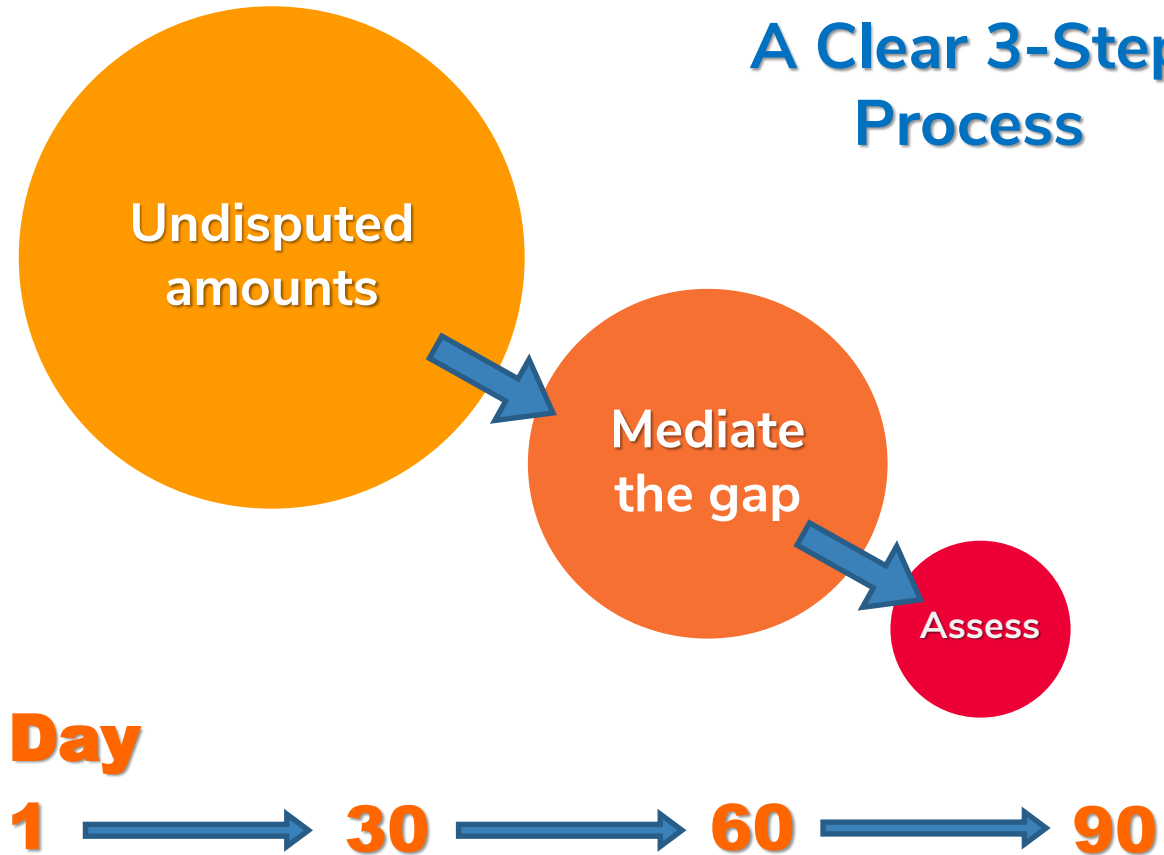 A Clear 3-Step
Process
Undisputed
amounts
Mediate
the gap
Assess
Day
1 30 60 90